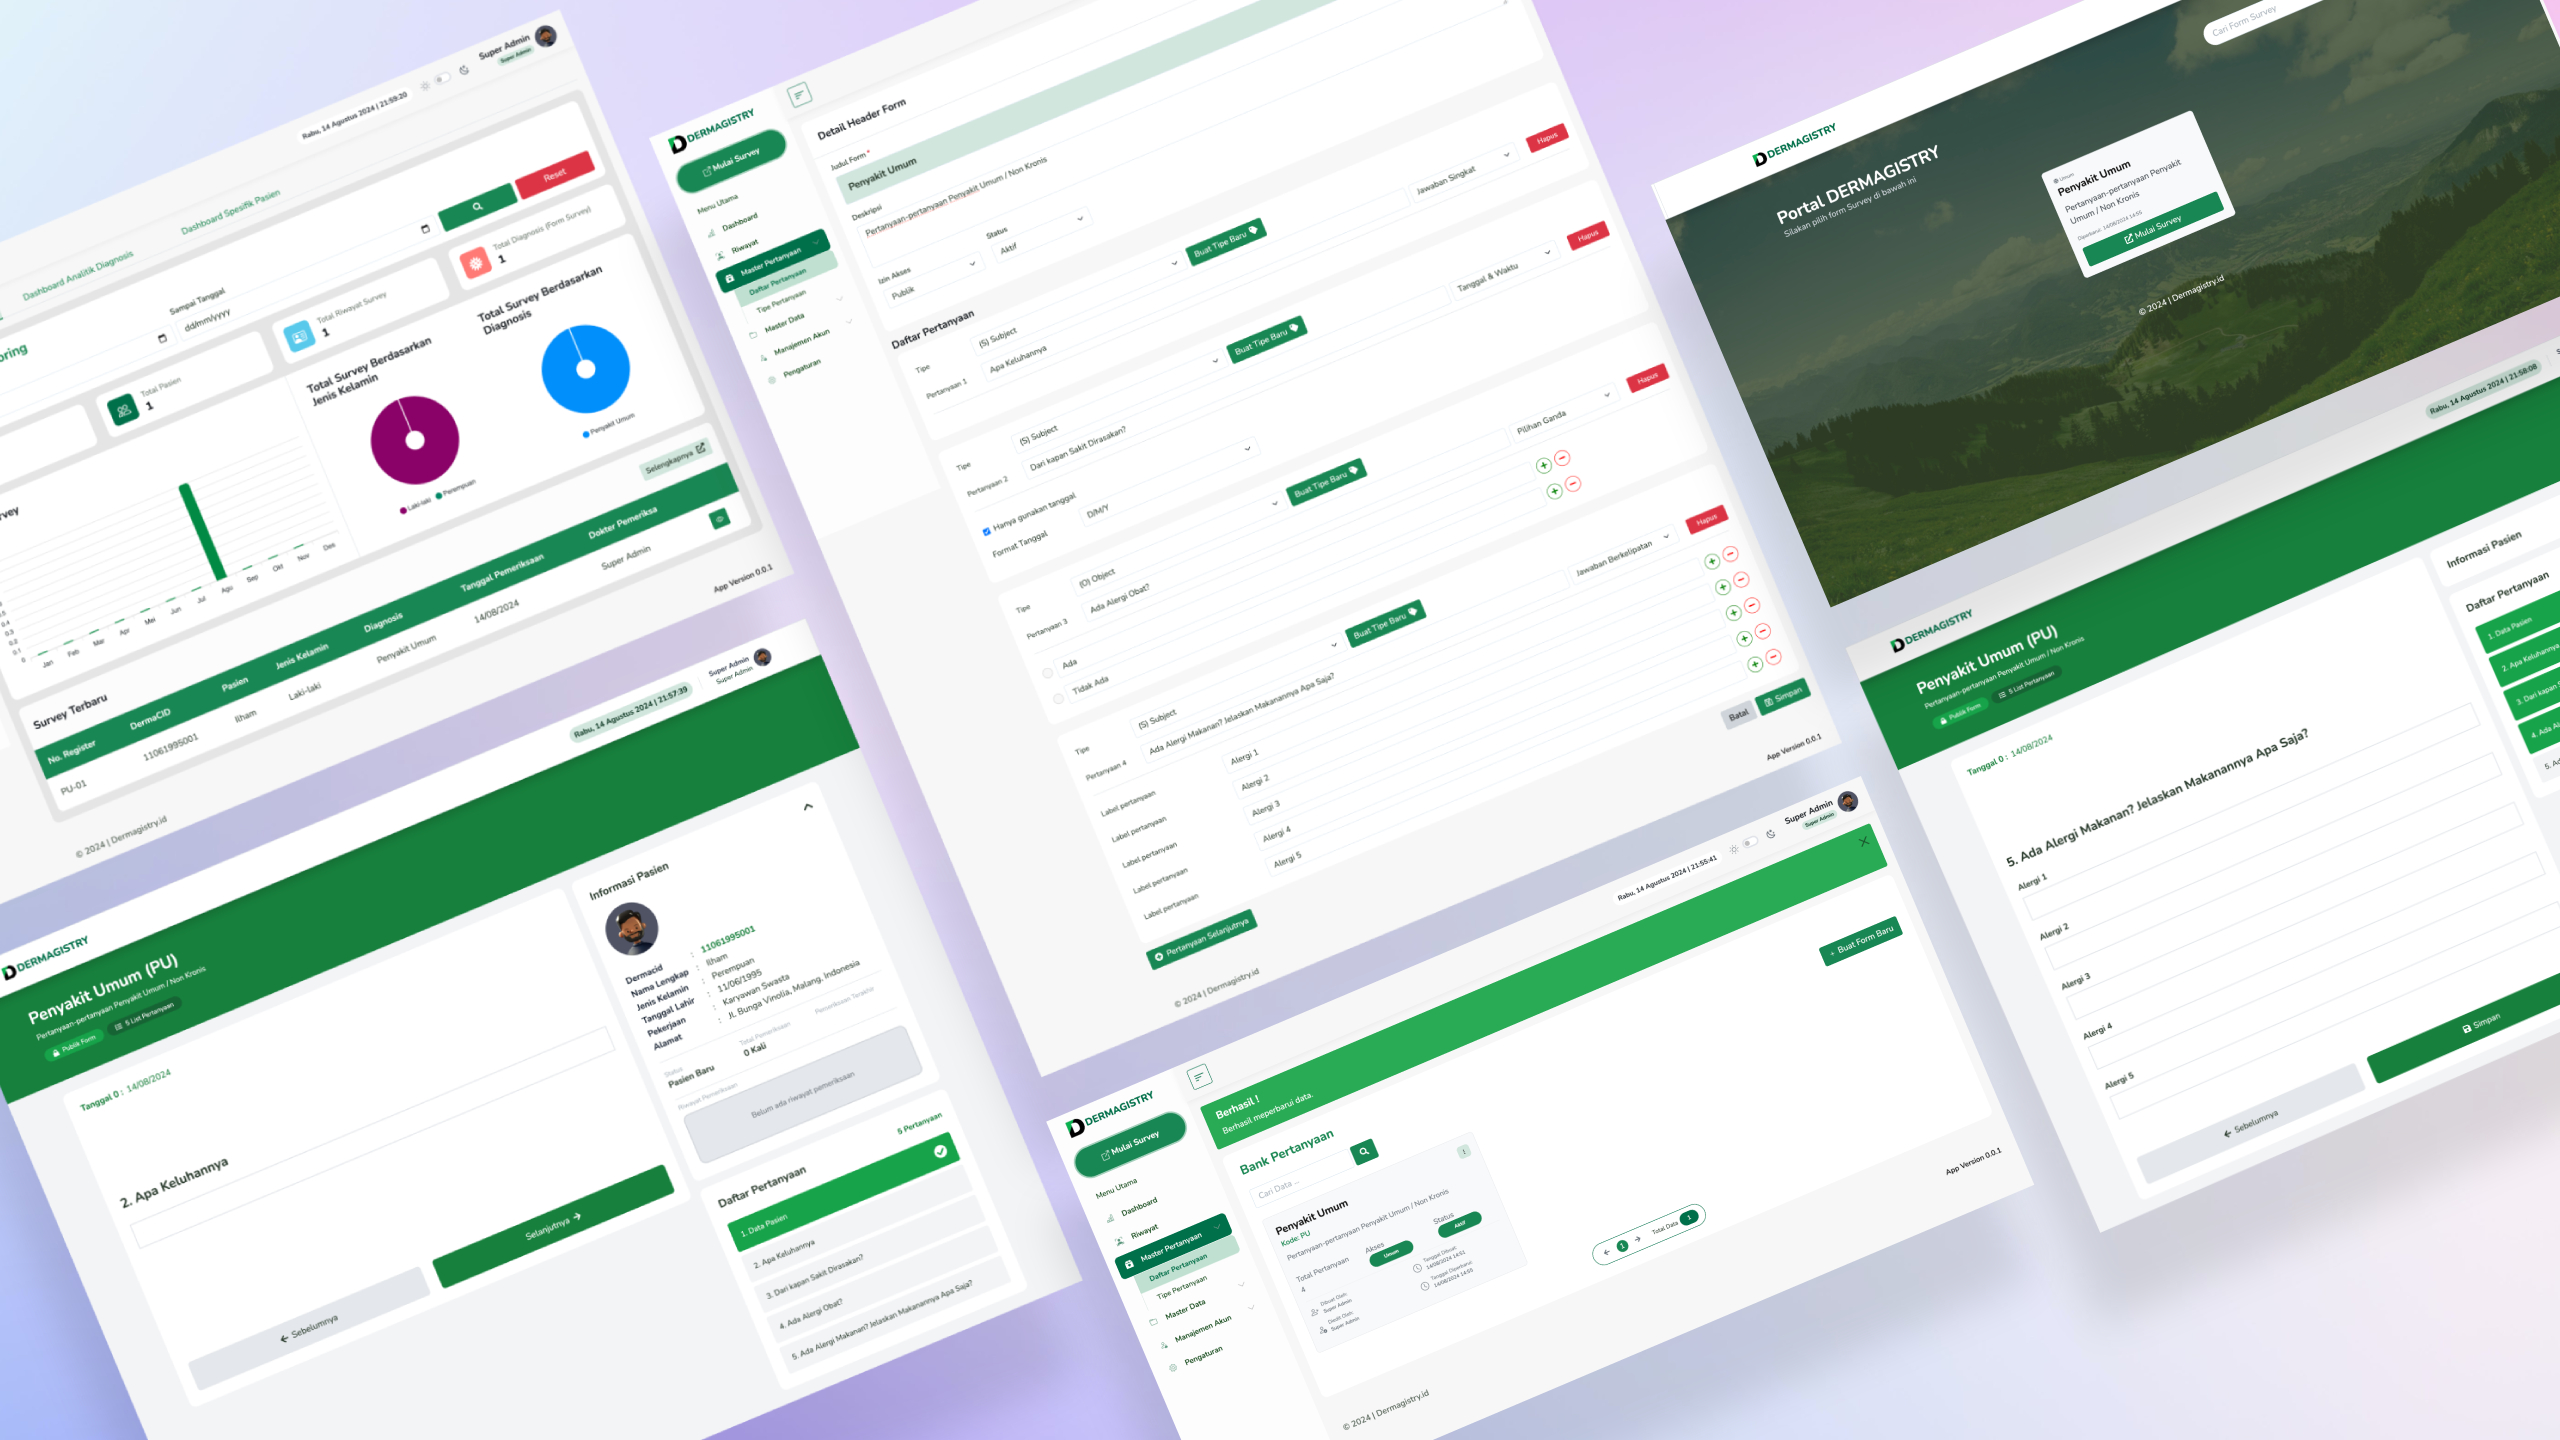 Super Admin
Super Admin
Rabu, 14 Agustus 2024 | 21:59:20
Dashboard Analitik Diagnosis
Dashboard Spesifik Pasien
Sampai Tanggal
dd/mm/yyyy
Reset
Total Pasien
1
Total Riwayat Survey
1
Total Diagnosis (Form Survey)
1
Total Survey Berdasarkan
Jenis Kelamin
Laki-laki
Perempuan
Total Survey Berdasarkan
Diagnosis
Penyakit Umum
0.4
0.3
0.2
0.1
0
Jan
Feb
Mar
Apr
Mei
Jun
Jul
Agu
Sep
Okt
Nov
Des
Survey Terbaru
Selengkapnya
No. Register
DermaCID
Pasien
Jenis Kelamin
Diagnosis
Tanggal Pemeriksaan
Dokter Pemeriksa
PU-01
11061995001
Ilham
Laki-laki
Penyakit Umum
14/08/2024
Super Admin
© 2024 | Dermagistry.id
App Version 0.0.1
DERMAGISTRY
Rabu, 14 Agustus 2024 | 21:57:39
Super Admin
Super Admin
Penyakit Umum (PU)
Pertanyaan-pertanyaan Penyakit Umum / Non Kronis
Publik Form
5 List Pertanyaan
Tanggal 0 : 14/08/2024
2. Apa Keluhannya
Sebelumnya
Selanjutnya
Informasi Pasien
Dermacid : 11061995001
Nama Lengkap : Ilham
Jenis Kelamin : Perempuan
Tanggal Lahir : 11/06/1995
Pekerjaan : Karyawan Swasta
Alamat : Jl. Bunga Vinolia, Malang, Indonesia
Status
Pasien Baru
Total Pemeriksaan
0 Kali
Pemeriksaan Terakhir
Riwayat Pemeriksaan
Belum ada riwayat pemeriksaan
Daftar Pertanyaan
5 Pertanyaan
1. Data Pasien
2. Apa Keluhannya
3. Dari kapan Sakit Dirasakan?
4. Ada Alergi Obat?
5. Ada Alergi Makanan? Jelaskan Makanannya Apa Saja?
DERMAGISTRY
Mulai Survey
Menu Utama
Dashboard
Riwayat
Master Pertanyaan
Daftar Pertanyaan
Tipe Pertanyaan
Master Data
Manajemen Akun
Pengaturan
Detail Header Form
Judul Form *
Penyakit Umum
Deskripsi
Pertanyaan-pertanyaan Penyakit Umum / Non Kronis
Izin Akses
Publik
Status
Aktif
Daftar Pertanyaan
Tipe
(S) Subject
Buat Tipe Baru
Jawaban Singkat
Hapus
Pertanyaan 1
Apa Keluhannya
Tipe
(S) Subject
Buat Tipe Baru
Tanggal & Waktu
Hapus
Pertanyaan 2
Dari kapan Sakit Dirasakan?
Hanya gunakan tanggal
Format Tanggal
D/M/Y
Tipe
(O) Object
Buat Tipe Baru
Pilihan Ganda
Hapus
Pertanyaan 3
Ada Alergi Obat?
Ada
Tidak Ada
Tipe
(S) Subject
Buat Tipe Baru
Jawaban Berkelipatan
Hapus
Pertanyaan 4
Ada Alergi Makanan? Jelaskan Makanannya Apa Saja?
Label pertanyaan
Alergi 1
Label pertanyaan
Alergi 2
Label pertanyaan
Alergi 3
Label pertanyaan
Alergi 4
Label pertanyaan
Alergi 5
Pertanyaan Selanjutnya
Batal
Simpan
© 2024 | Dermagistry.id
App Version 0.0.1
DERMAGISTRY
Mulai Survey
Menu Utama
Dashboard
Riwayat
Master Pertanyaan
Daftar Pertanyaan
Tipe Pertanyaan
Master Data
Manajemen Akun
Pengaturan
Rabu, 14 Agustus 2024 | 21:55:41
Super Admin
Super Admin
Berhasil !
Berhasil meperbarui data.
Bank Pertanyaan
Buat Form Baru
Cari Data ...
1
Penyakit Umum
Kode: PU
Pertanyaan-pertanyaan Penyakit Umum / Non Kronis
Total Pertanyaan
4
Akses
Umum
Status
Aktif
Dibuat Oleh:
Super Admin
Diedit Oleh:
Super Admin
Tanggal Dibuat:
14/08/2024 14:51
Tanggal Diperbarui:
14/08/2024 14:55
1
Total Data
1
© 2024 | Dermagistry.id
App Version 0.0.1
DERMAGISTRY
Cari Form Survey
Portal DERMAGISTRY
Silakan pilih form Survey di bawah ini
Umum
Penyakit Umum
Pertanyaan-pertanyaan Penyakit
Umum / Non Kronis
Diperbarui: 14/08/2024 14:55
Mulai Survey
© 2024 | Dermagistry.id
DERMAGISTRY
Rabu, 14 Agustus 2024 | 21:58:08
Penyakit Umum (PU)
Pertanyaan-pertanyaan Penyakit Umum / Non Kronis
Publik Form
5 List Pertanyaan
Tanggal 0 : 14/08/2024
5. Ada Alergi Makanan? Jelaskan Makanannya Apa Saja?
Alergi 1
Alergi 2
Alergi 3
Alergi 4
Alergi 5
Sebelumnya
Simpan
Informasi Pasien
Daftar Pertanyaan
1. Data Pasien
2. Apa Keluhannya
3. Dari kapan
4. Ada
5.